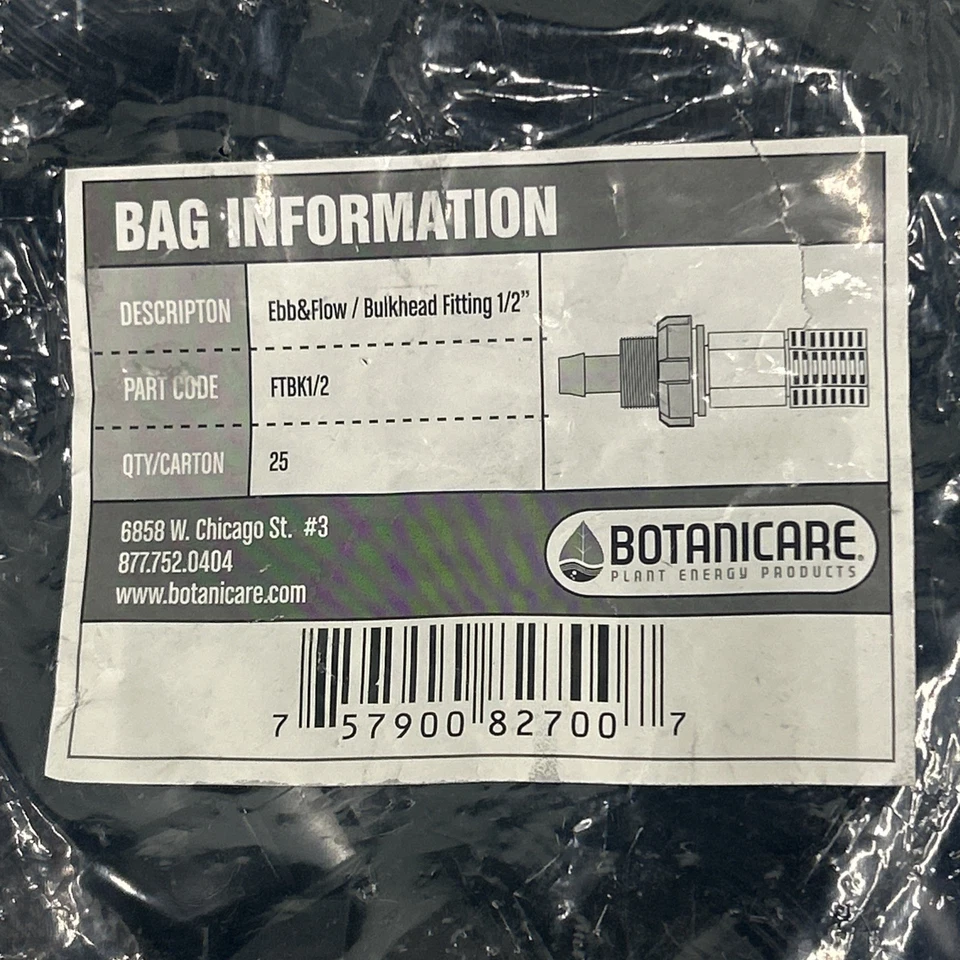 BAG INFORMATION
DESCRIPTON Ebb&Flow / Bulkhead Fitting 1/2”
PART CODE FTBK1/2
QTY/CARTON 25
6858 W. Chicago St. #3
877.752.0404
www.botanicare.com
BOTANICARE®
PLANT ENERGY PRODUCTS
7 57900 82700 7